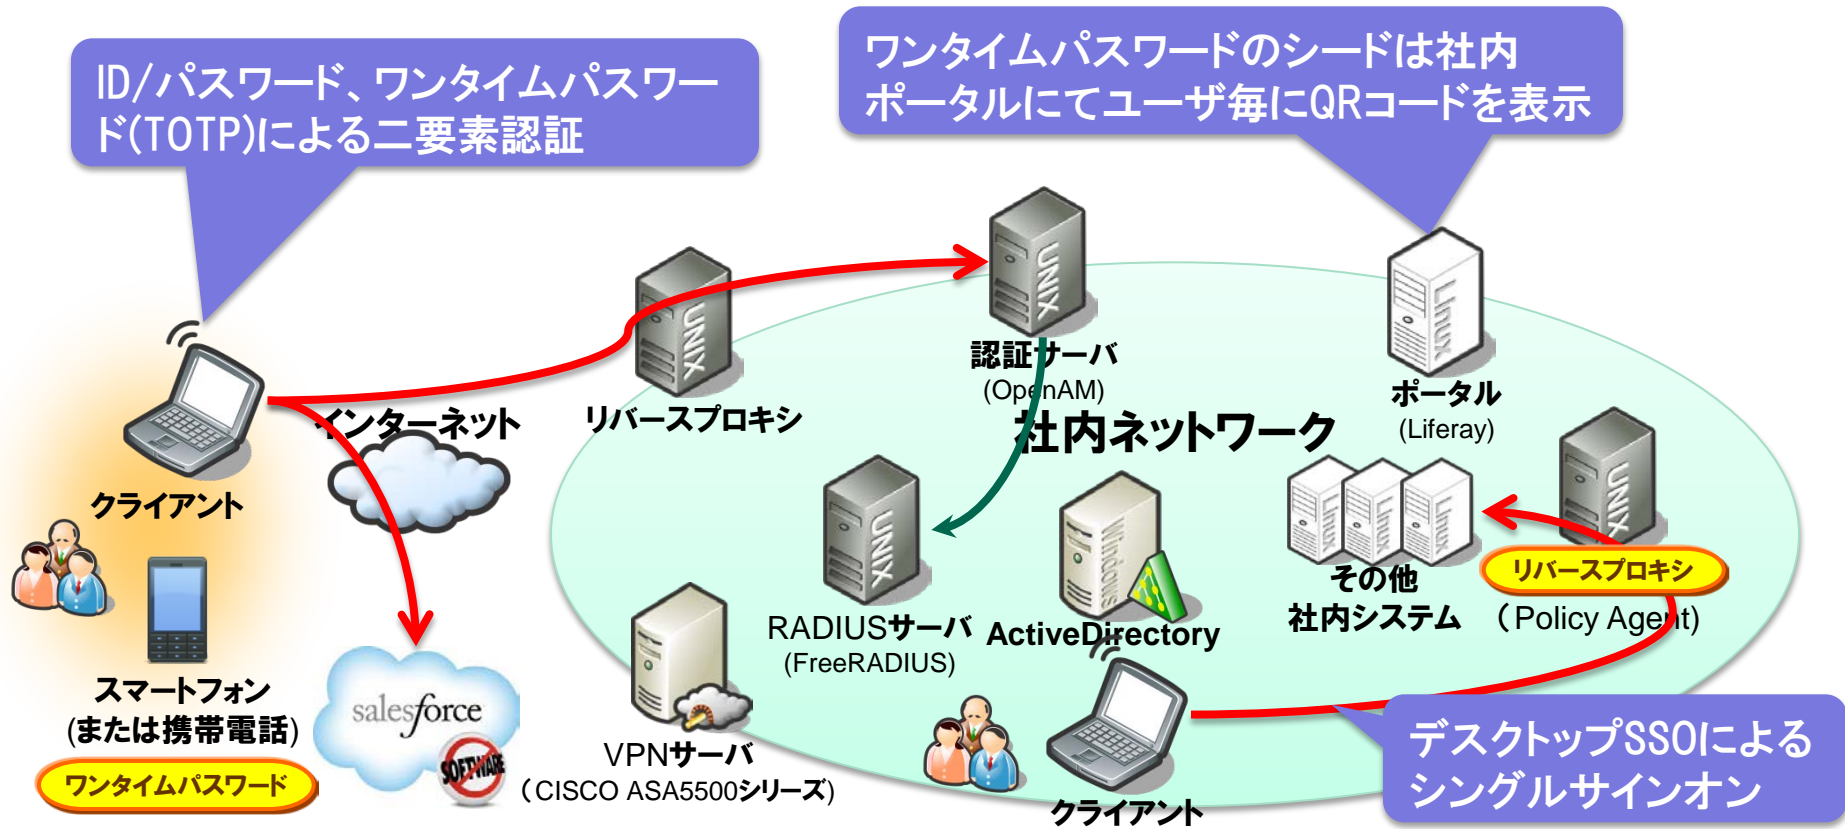 ID/パスワード、ワンタイムパスワー
ド(TOTP)による二要素認証
ワンタイムパスワードのシードは社内
ポータルにてユーザ毎にQRコードを表示
UNIX
UNIX
Linux
認証サーバ
(OpenAM)
ポータル
(Liferay)
インターネット
リバースプロキシ
社内ネットワーク
クライアント
UNIX
Windows
Linux
Linux
Linux
UNIX
リバースプロキシ
(Policy Agent)
その他
社内システム
RADIUSサーバ
(FreeRADIUS)
ActiveDirectory
スマートフォン
(または携帯電話)
ワンタイムパスワード
salesforce
SOFTWARE
VPNサーバ
(CISCO ASA5500シリーズ)
クライアント
デスクトップSSOによる
シングルサインオン